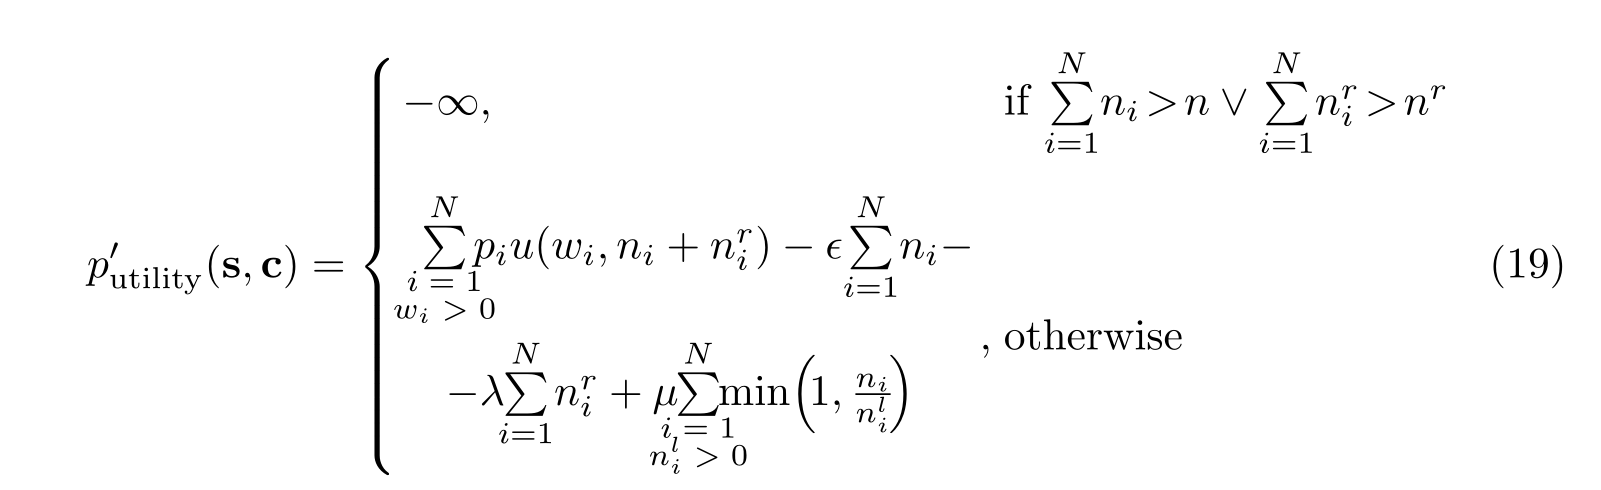 p′_utility(s, c) = { −∞, if ∑_{i=1}^{N} n_i > n ∨ ∑_{i=1}^{N} n_i^r > n^r
∑_{i = 1, w_i > 0}^{N} p_i u(w_i, n_i + n_i^r) − ϵ ∑_{i=1}^{N} n_i −
−λ ∑_{i=1}^{N} n_i^r + μ ∑_{i = 1, n_i^l > 0}^{N} min(1, n_i / n_i^l) , otherwise
(19)